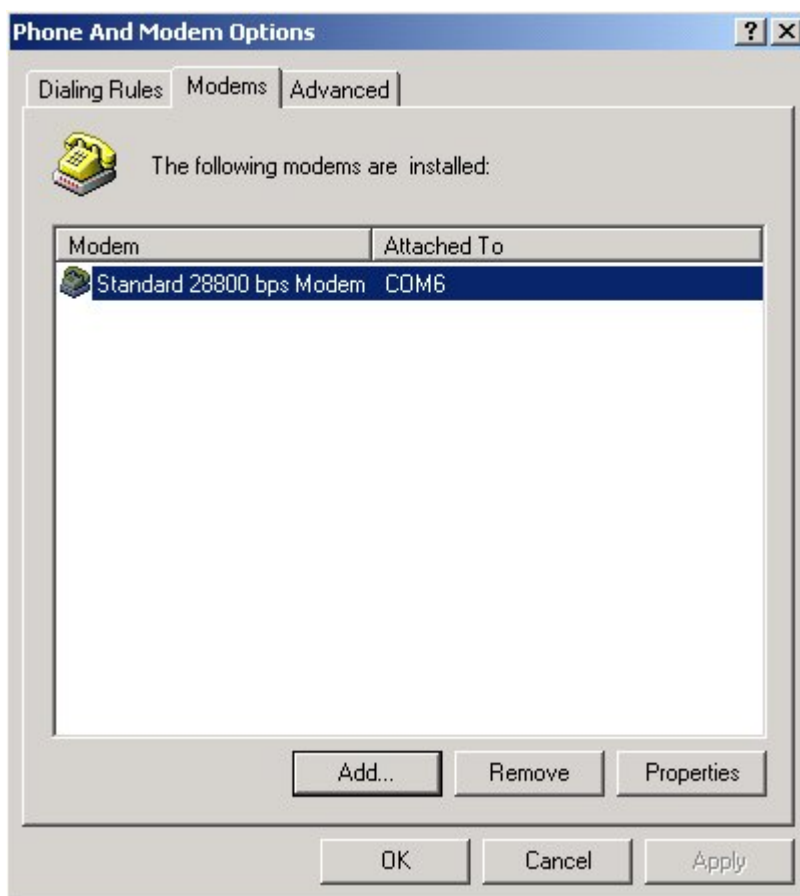 Phone And Modem Options
Dialing Rules Modems Advanced
The following modems are installed:
Modem Attached To
Standard 28800 bps Modem COM6
Add... Remove Properties
OK Cancel Apply